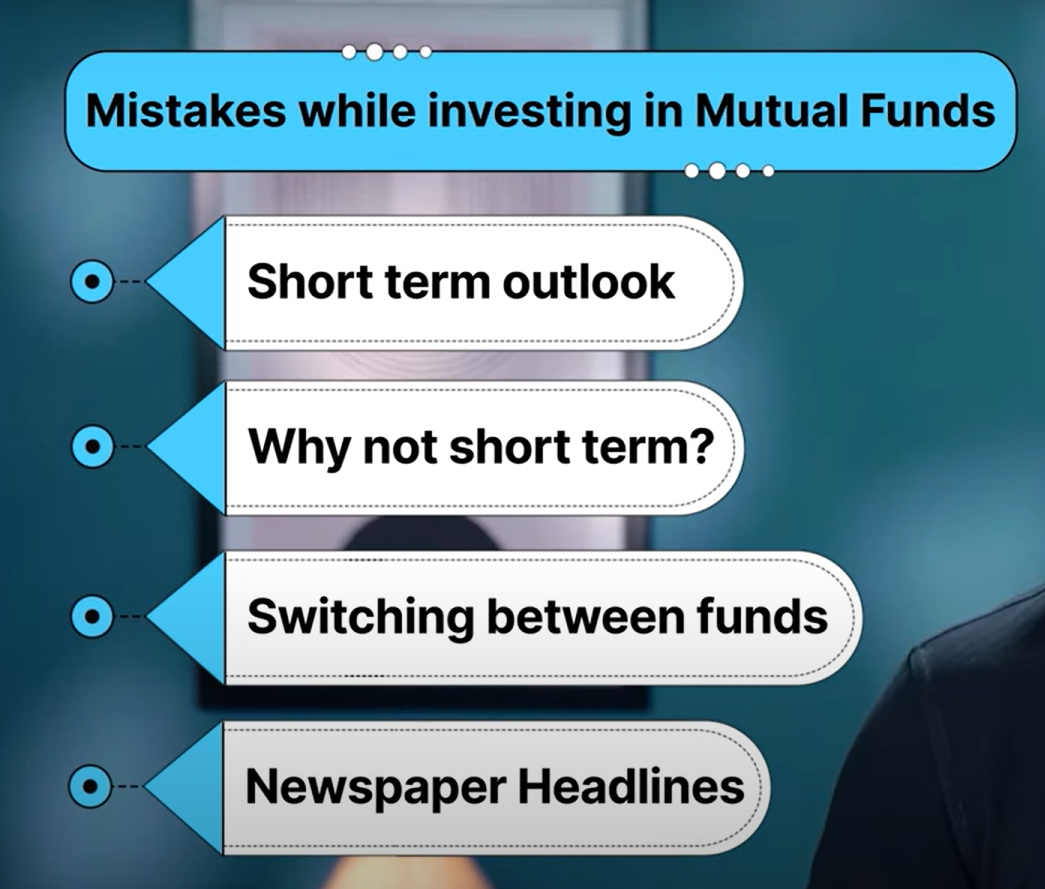 Mistakes while investing in Mutual Funds
Short term outlook
Why not short term?
Switching between funds
Newspaper Headlines